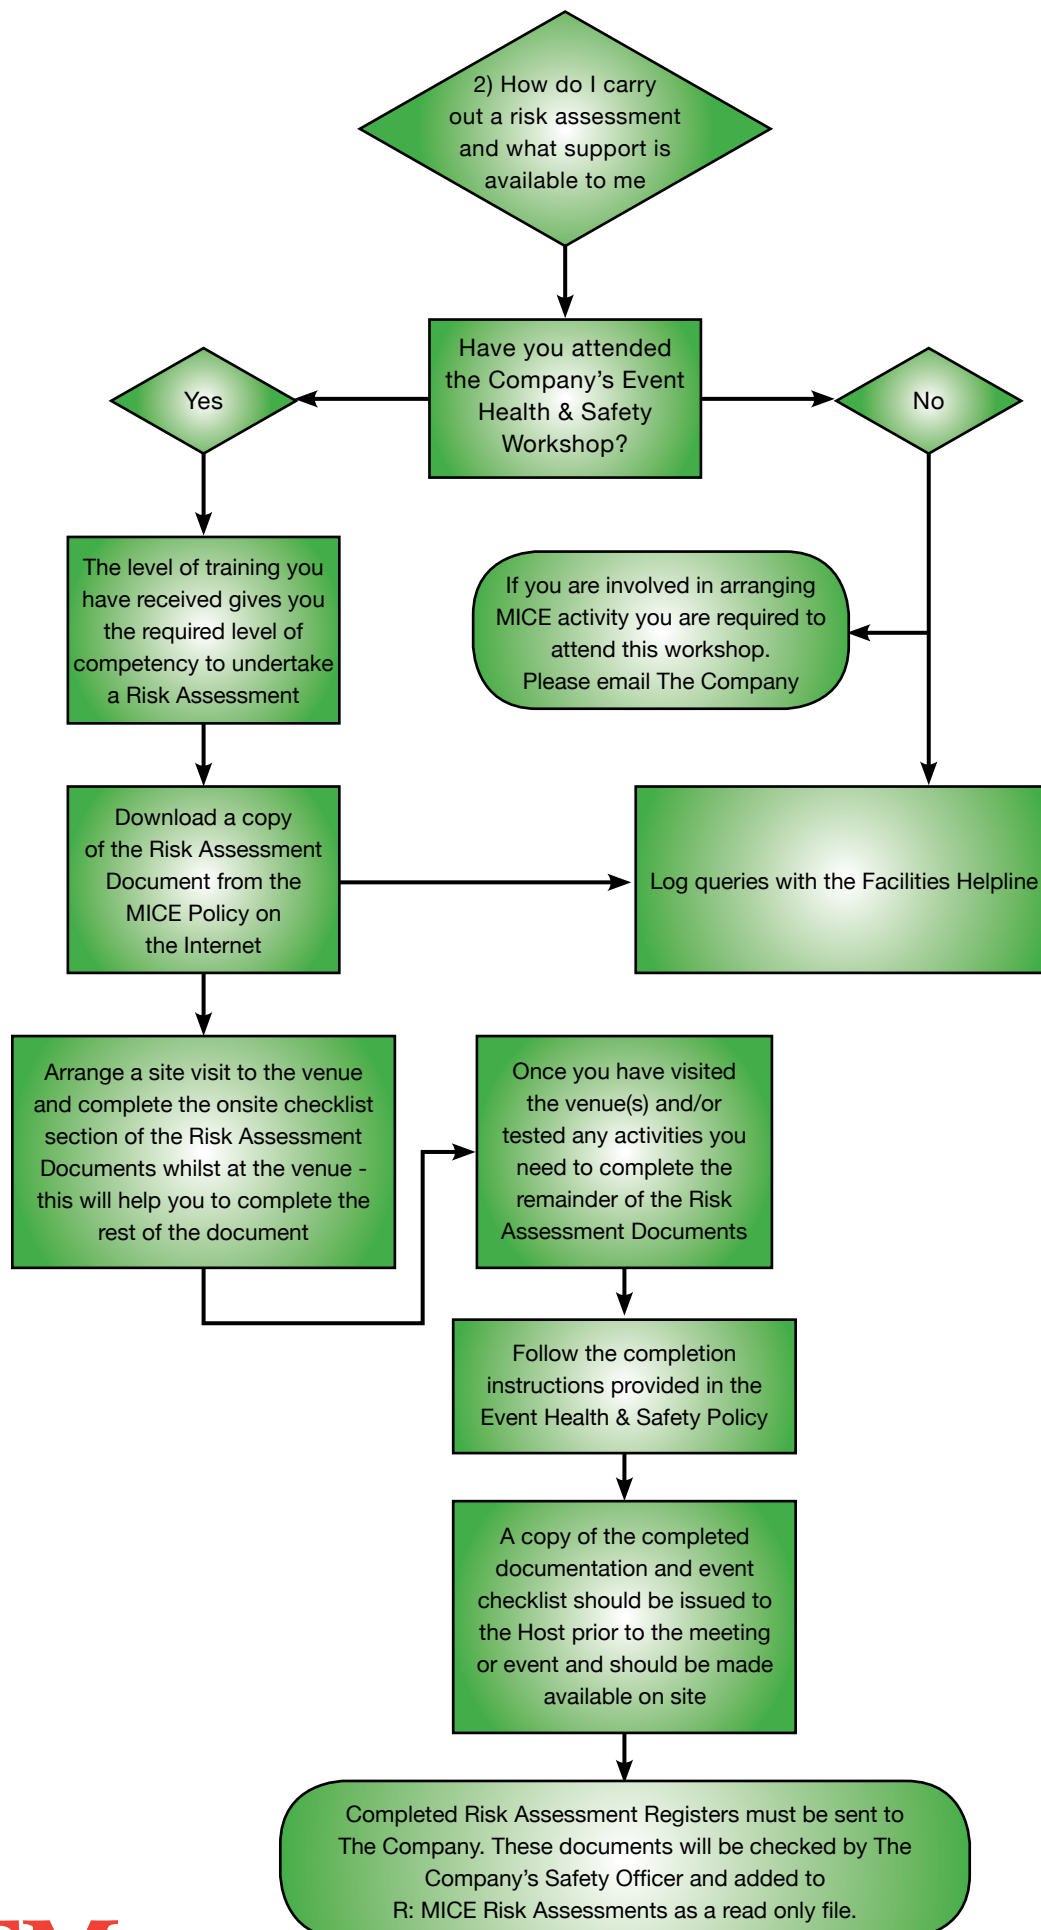 2) How do I carry
out a risk assessment
and what support is
available to me
Have you attended
the Company's Event
Health & Safety
Workshop?
Yes
No
The level of training you
have received gives you
the required level of
competency to undertake
a Risk Assessment
If you are involved in arranging
MICE activity you are required to
attend this workshop.
Please email The Company
Download a copy
of the Risk Assessment
Document from the
MICE Policy on
the Internet
Log queries with the Facilities Helpline
Arrange a site visit to the venue
and complete the onsite checklist
section of the Risk Assessment
Documents whilst at the venue -
this will help you to complete the
rest of the document
Once you have visited
the venue(s) and/or
tested any activities you
need to complete the
remainder of the Risk
Assessment Documents
Follow the completion
instructions provided in the
Event Health & Safety Policy
A copy of the completed
documentation and event
checklist should be issued to
the Host prior to the meeting
or event and should be made
available on site
Completed Risk Assessment Registers must be sent to
The Company. These documents will be checked by The
Company's Safety Officer and added to
R: MICE Risk Assessments as a read only file.